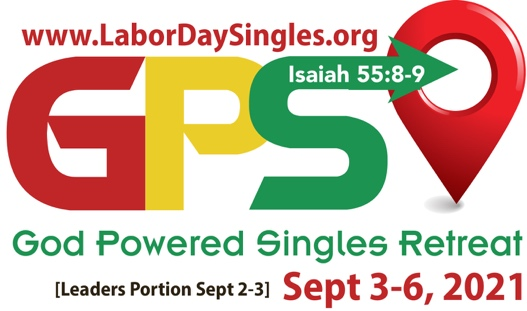 www.LaborDaySingles.org
GPS
Isaiah 55:8-9
God Powered Singles Retreat
[Leaders Portion Sept 2-3] Sept 3-6, 2021